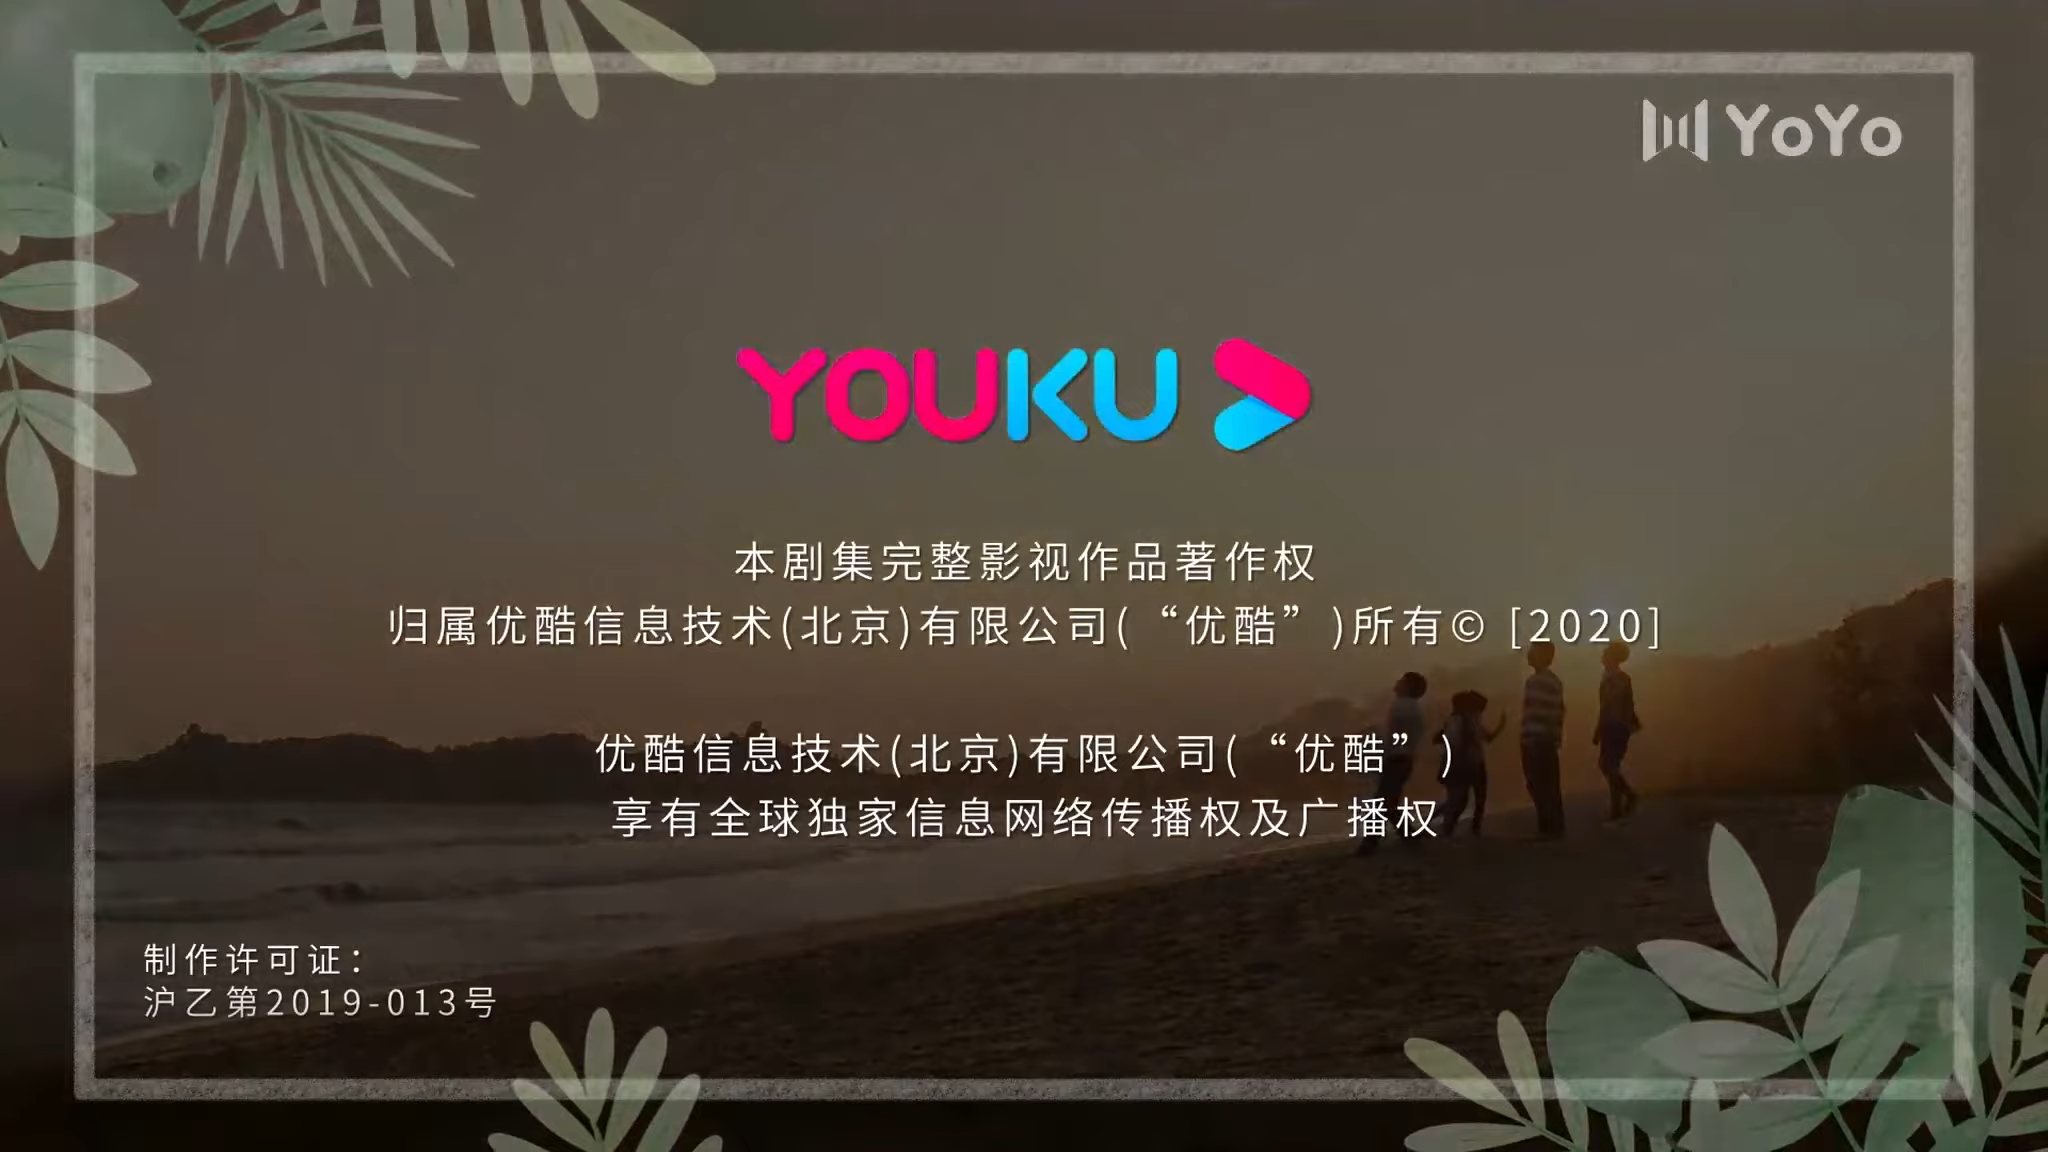 YoYo
YOUKU
本剧集完整影视作品著作权
归属优酷信息技术(北京)有限公司(“优酷”)所有© [2020]
优酷信息技术(北京)有限公司(“优酷”)
享有全球独家信息网络传播权及广播权
制作许可证：
沪乙第2019-013号